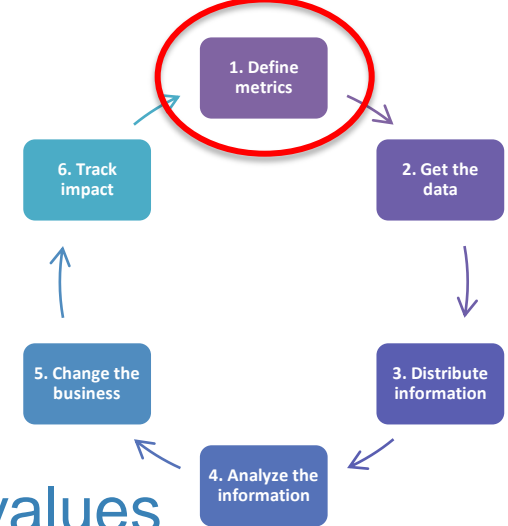 1. Define
metrics
2. Get the
data
3. Distribute
information
4. Analyze the
information
5. Change the
business
6. Track
impact
values